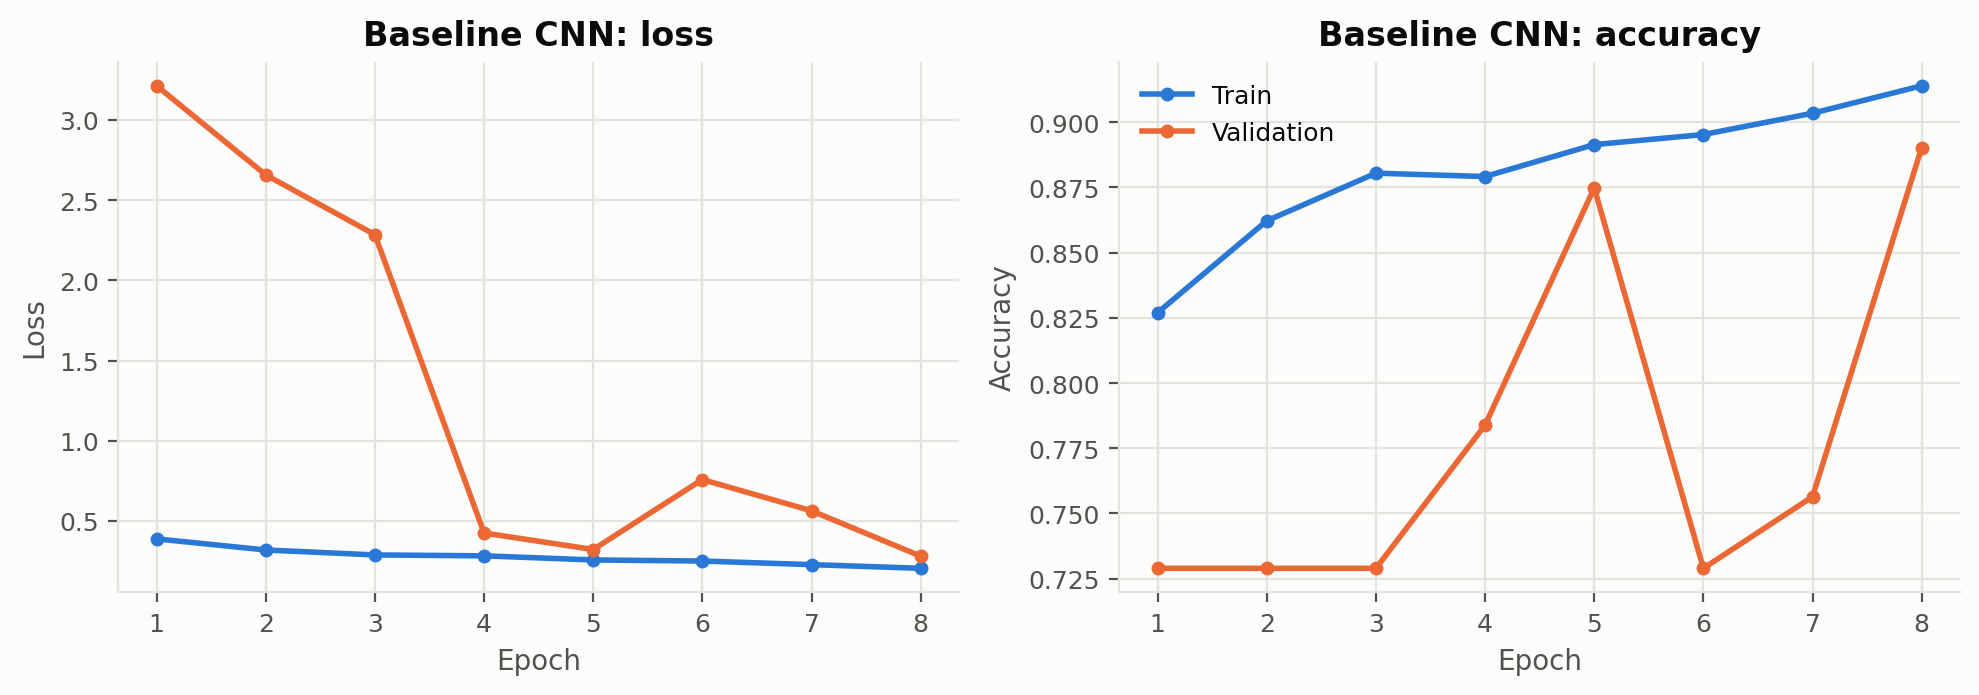 Baseline CNN: loss
Loss
3.0
2.5
2.0
1.5
1.0
0.5
1 2 3 4 5 6 7 8
Epoch
Baseline CNN: accuracy
Train
Validation
Accuracy
0.900
0.875
0.850
0.825
0.800
0.775
0.750
0.725
1 2 3 4 5 6 7 8
Epoch